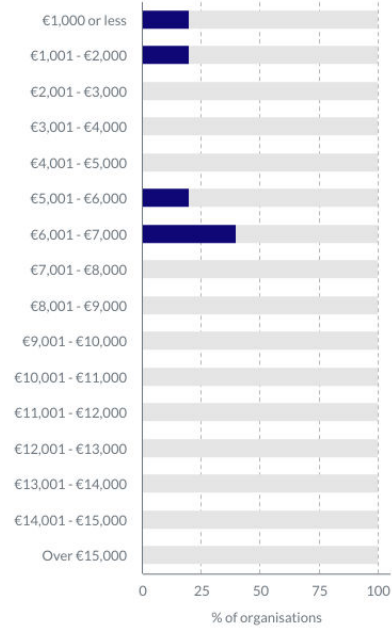 €1,000 or less
€1,001 - €2,000
€2,001 - €3,000
€3,001 - €4,000
€4,001 - €5,000
€5,001 - €6,000
€6,001 - €7,000
€7,001 - €8,000
€8,001 - €9,000
€9,001 - €10,000
€10,001 - €11,000
€11,001 - €12,000
€12,001 - €13,000
€13,001 - €14,000
€14,001 - €15,000
Over €15,000
0 25 50 75 100
% of organisations